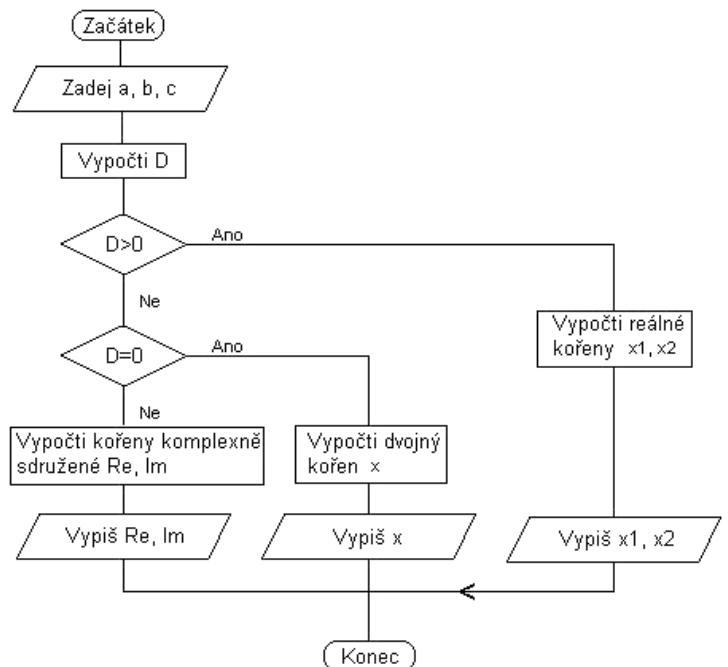 Začátek
Zadej a, b, c
Vypočti D
D>0
Ano
Ne
Vypočti reálné
kořeny x1, x2
D=0
Ano
Ne
Vypočti kořeny komplexně
sdružené Re, Im
Vypočti dvojný
kořen x
Vypiš Re, Im
Vypiš x
Vypiš x1, x2
Konec